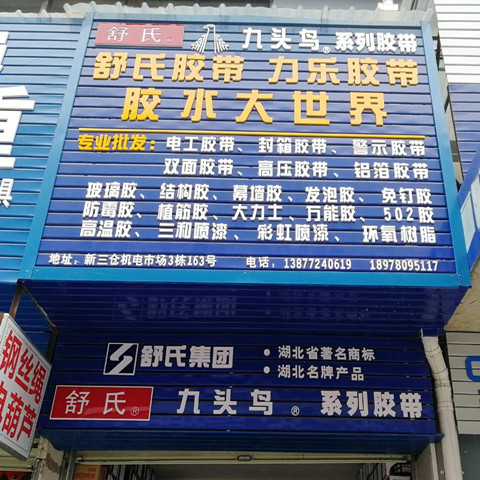 舒氏® 九头鸟® 系列胶带
舒氏胶带 力乐胶带
胶水大世界
专业批发：电工胶带、封箱胶带、警示胶带
双面胶带、高压胶带、铝箔胶带
玻璃胶、结构胶、幕墙胶、发泡胶、免钉胶
防霉胶、植筋胶、大力士、万能胶、502胶
高温胶、三和喷漆、彩虹喷漆、环氧树脂
地址：新三仓机电市场3栋163号 电话：13877240619 18978095117
舒氏集团
·湖北省著名商标
·湖北名牌产品
舒氏® 九头鸟® 系列胶带
钢丝绳
葫芦